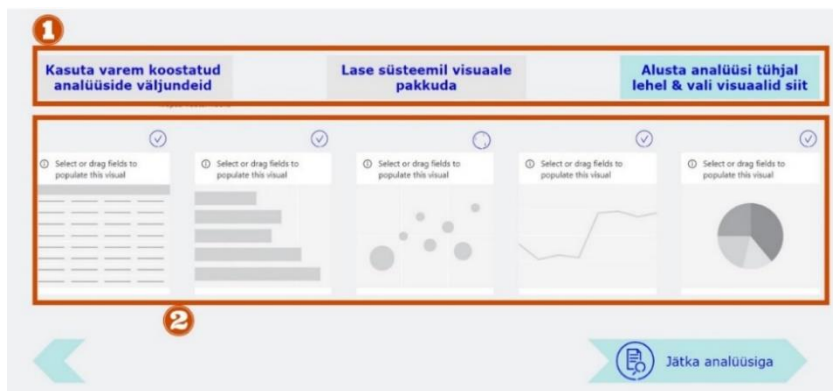 1
Kasuta varem koostatud
analüüside väljundeid
Lase süsteemil visuaale
pakkuda
Alusta analüüsi tühjal
lehel & vali visuaalid siit
Select or drag fields to
populate this visual
Select or drag fields to
populate this visual
Select or drag fields to
populate this visual
Select or drag fields to
populate this visual
Select or drag fields to
populate this visual
2
Jätka analüüsiga